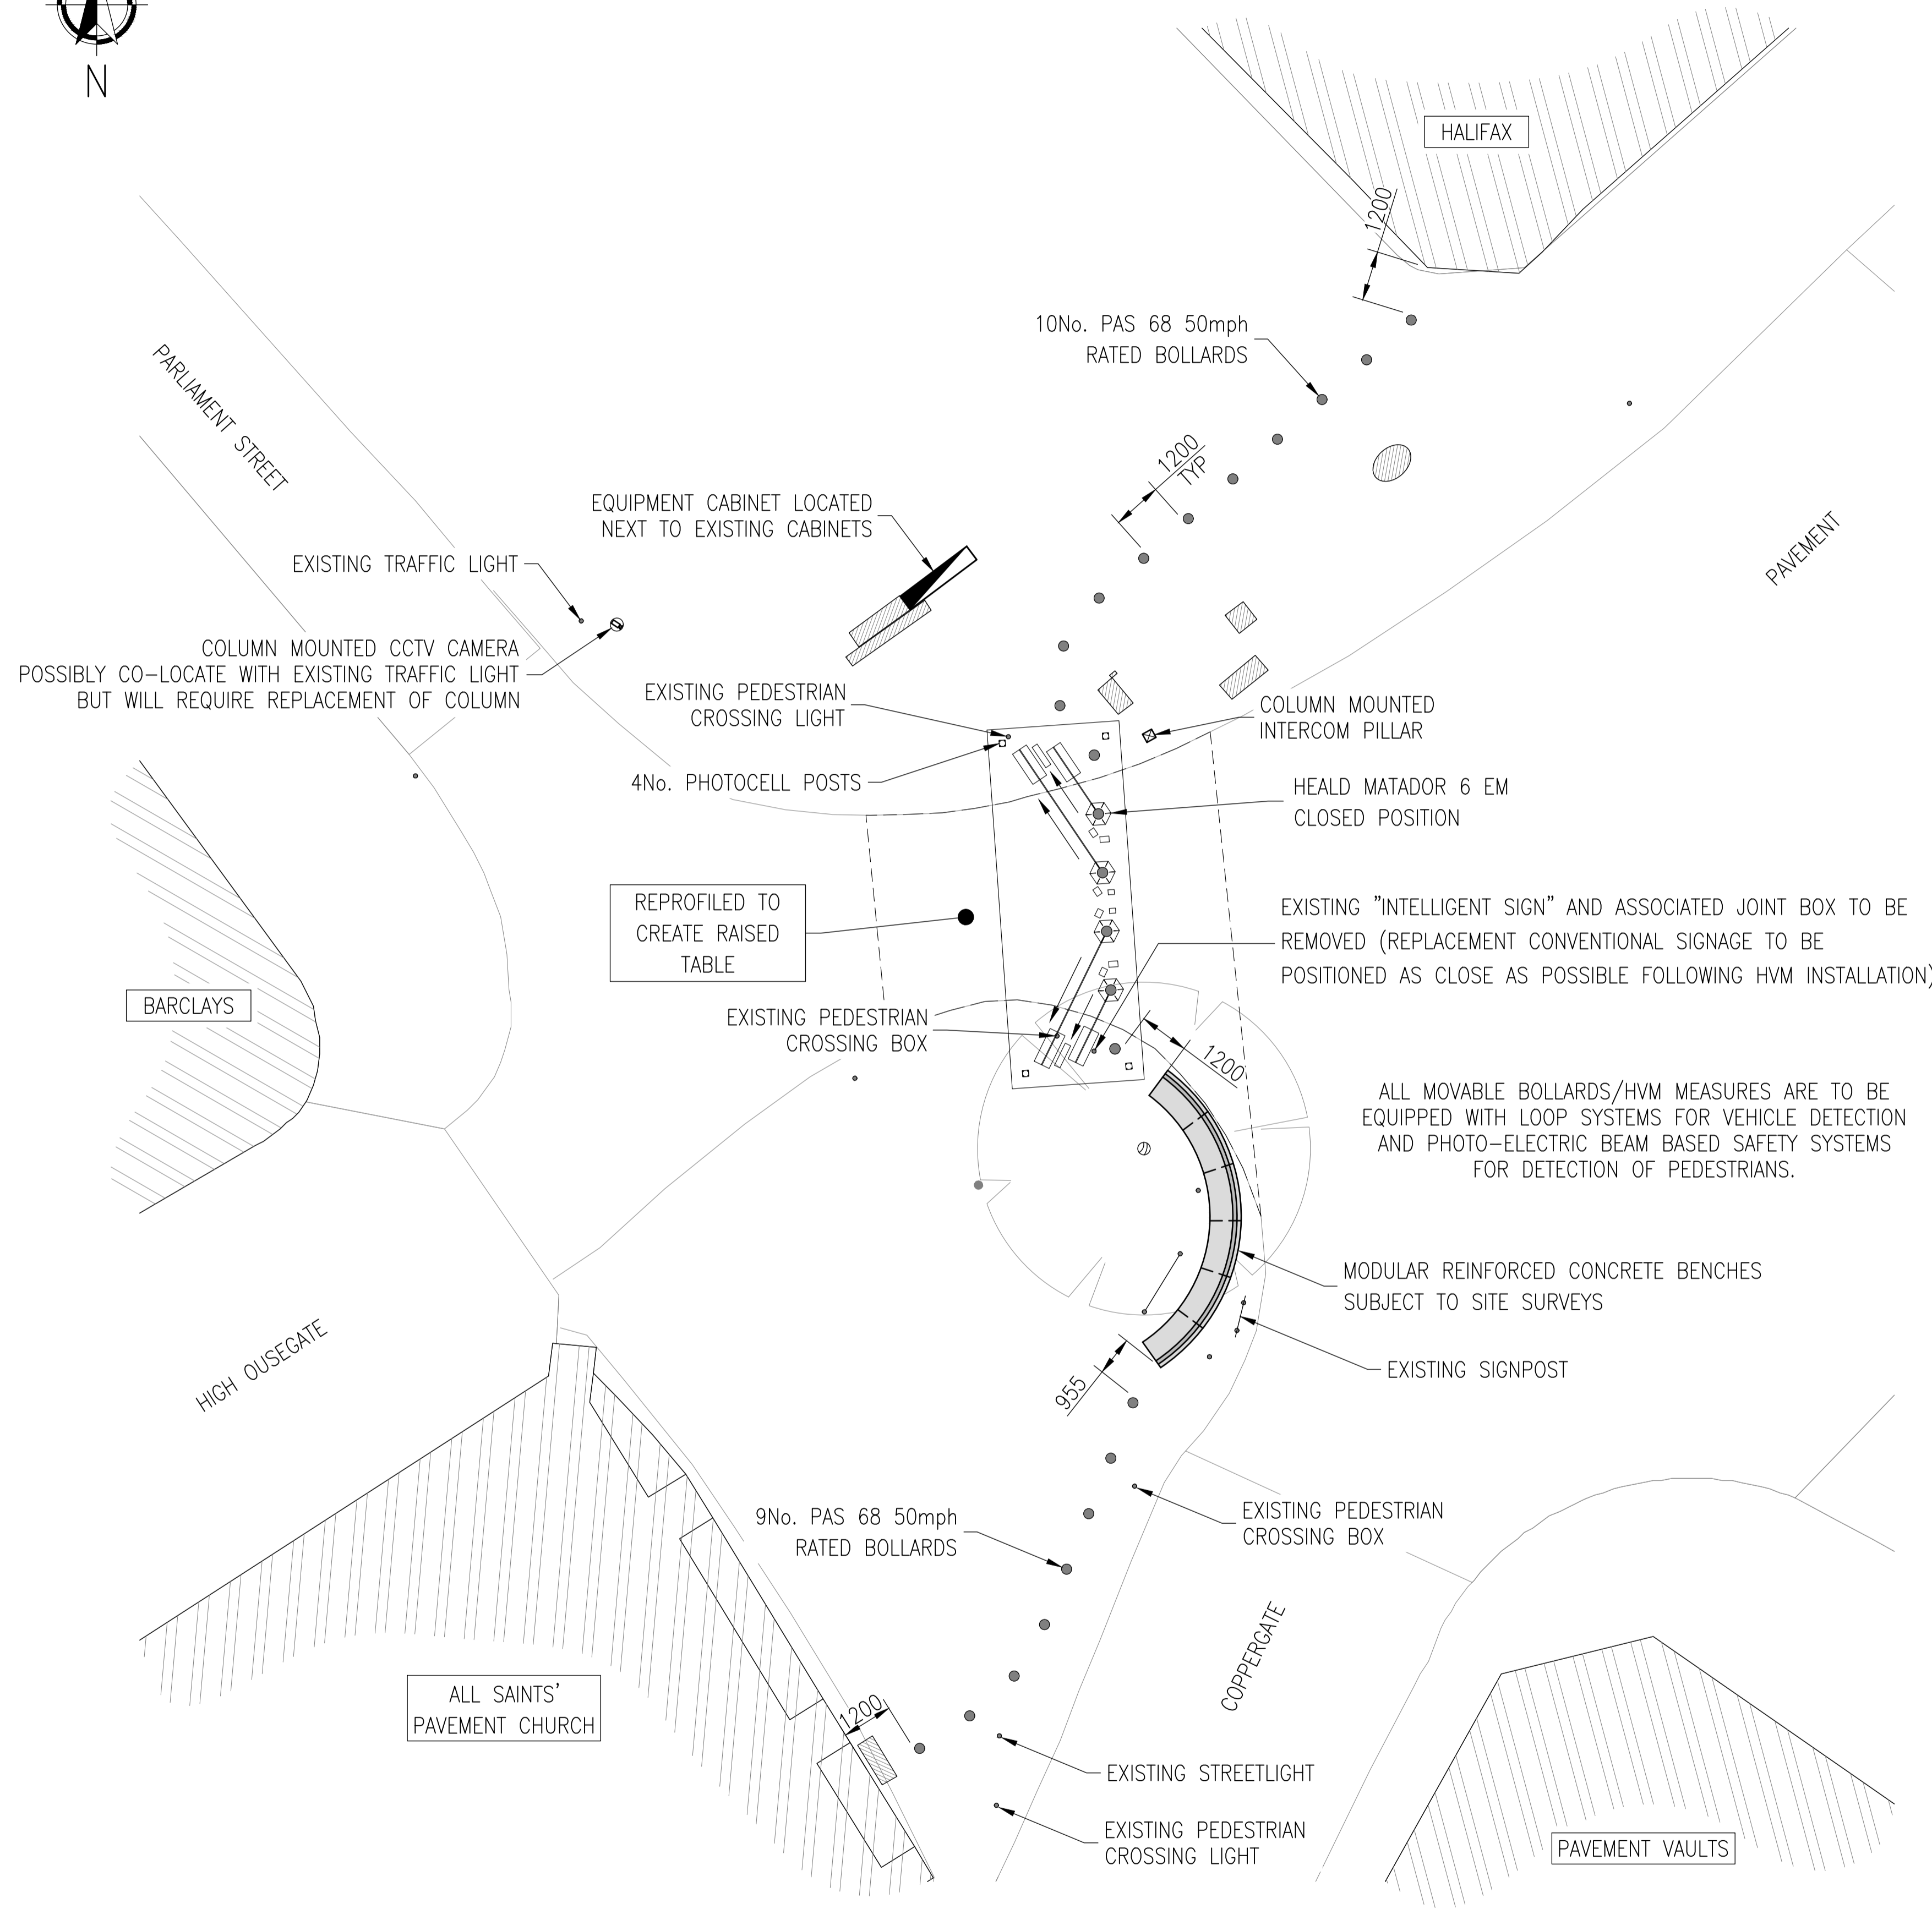 N
HALIFAX
1200
10No. PAS 68 50mph
RATED BOLLARDS
PARLIAMENT STREET
1200
TYP
EQUIPMENT CABINET LOCATED
NEXT TO EXISTING CABINETS
PAVEMENT
EXISTING TRAFFIC LIGHT
COLUMN MOUNTED CCTV CAMERA
POSSIBLY CO-LOCATE WITH EXISTING TRAFFIC LIGHT
BUT WILL REQUIRE REPLACEMENT OF COLUMN
EXISTING PEDESTRIAN
CROSSING LIGHT
COLUMN MOUNTED
INTERCOM PILLAR
4No. PHOTOCELL POSTS
HEALD MATADOR 6 EM
CLOSED POSITION
REPROFILED TO
CREATE RAISED
TABLE
EXISTING "INTELLIGENT SIGN" AND ASSOCIATED JOINT BOX TO BE
REMOVED (REPLACEMENT CONVENTIONAL SIGNAGE TO BE
POSITIONED AS CLOSE AS POSSIBLE FOLLOWING HVM INSTALLATION)
BARCLAYS
EXISTING PEDESTRIAN
CROSSING BOX
1200
ALL MOVABLE BOLLARDS/HVM MEASURES ARE TO BE
EQUIPPED WITH LOOP SYSTEMS FOR VEHICLE DETECTION
AND PHOTO-ELECTRIC BEAM BASED SAFETY SYSTEMS
FOR DETECTION OF PEDESTRIANS.
MODULAR REINFORCED CONCRETE BENCHES
SUBJECT TO SITE SURVEYS
HIGH OUSEGATE
EXISTING SIGNPOST
955
9No. PAS 68 50mph
RATED BOLLARDS
EXISTING PEDESTRIAN
CROSSING BOX
COPPERGATE
ALL SAINTS'
PAVEMENT CHURCH
1200
EXISTING STREETLIGHT
EXISTING PEDESTRIAN
CROSSING LIGHT
PAVEMENT VAULTS